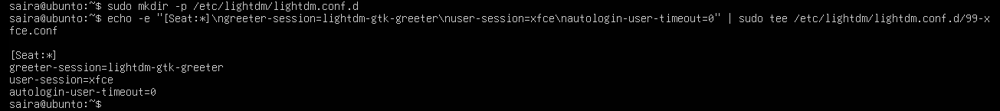 saira@ubunto:~$ sudo mkdir -p /etc/lightdm/lightdm.conf.d
saira@ubunto:~$ echo -e "[Seat:*]\ngreeter-session=lightdm-gtk-greeter\nuser-session=xfce\nautologin-user-timeout=0" | sudo tee /etc/lightdm/lightdm.conf.d/99-x
fce.conf
[Seat:*]
greeter-session=lightdm-gtk-greeter
user-session=xfce
autologin-user-timeout=0
saira@ubunto:~$